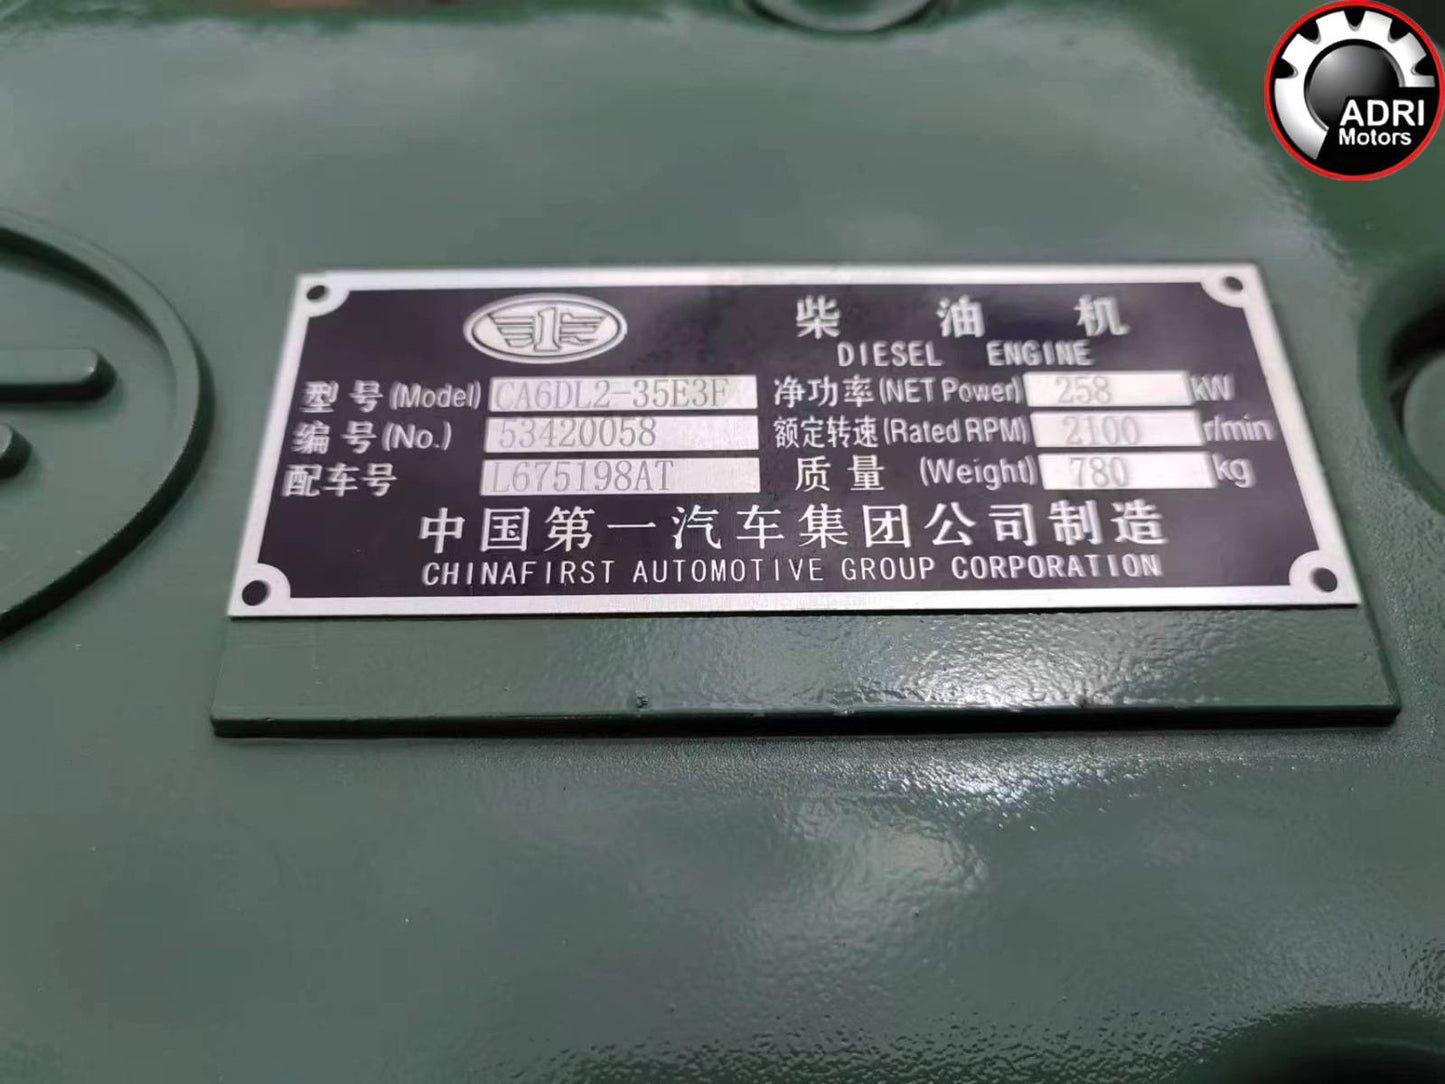 ADRI
Motors
柴油机
DIESEL ENGINE
型号(Model) CA6DL2-35E3F 净功率(NET Power) 258 kW
编号(No.) 53420058 额定转速(Rated RPM) 2100 r/min
配车号 L675198AT 质量 (Weight) 780 kg
中国第一汽车集团公司制造
CHINAFIRST AUTOMOTIVE GROUP CORPORATION